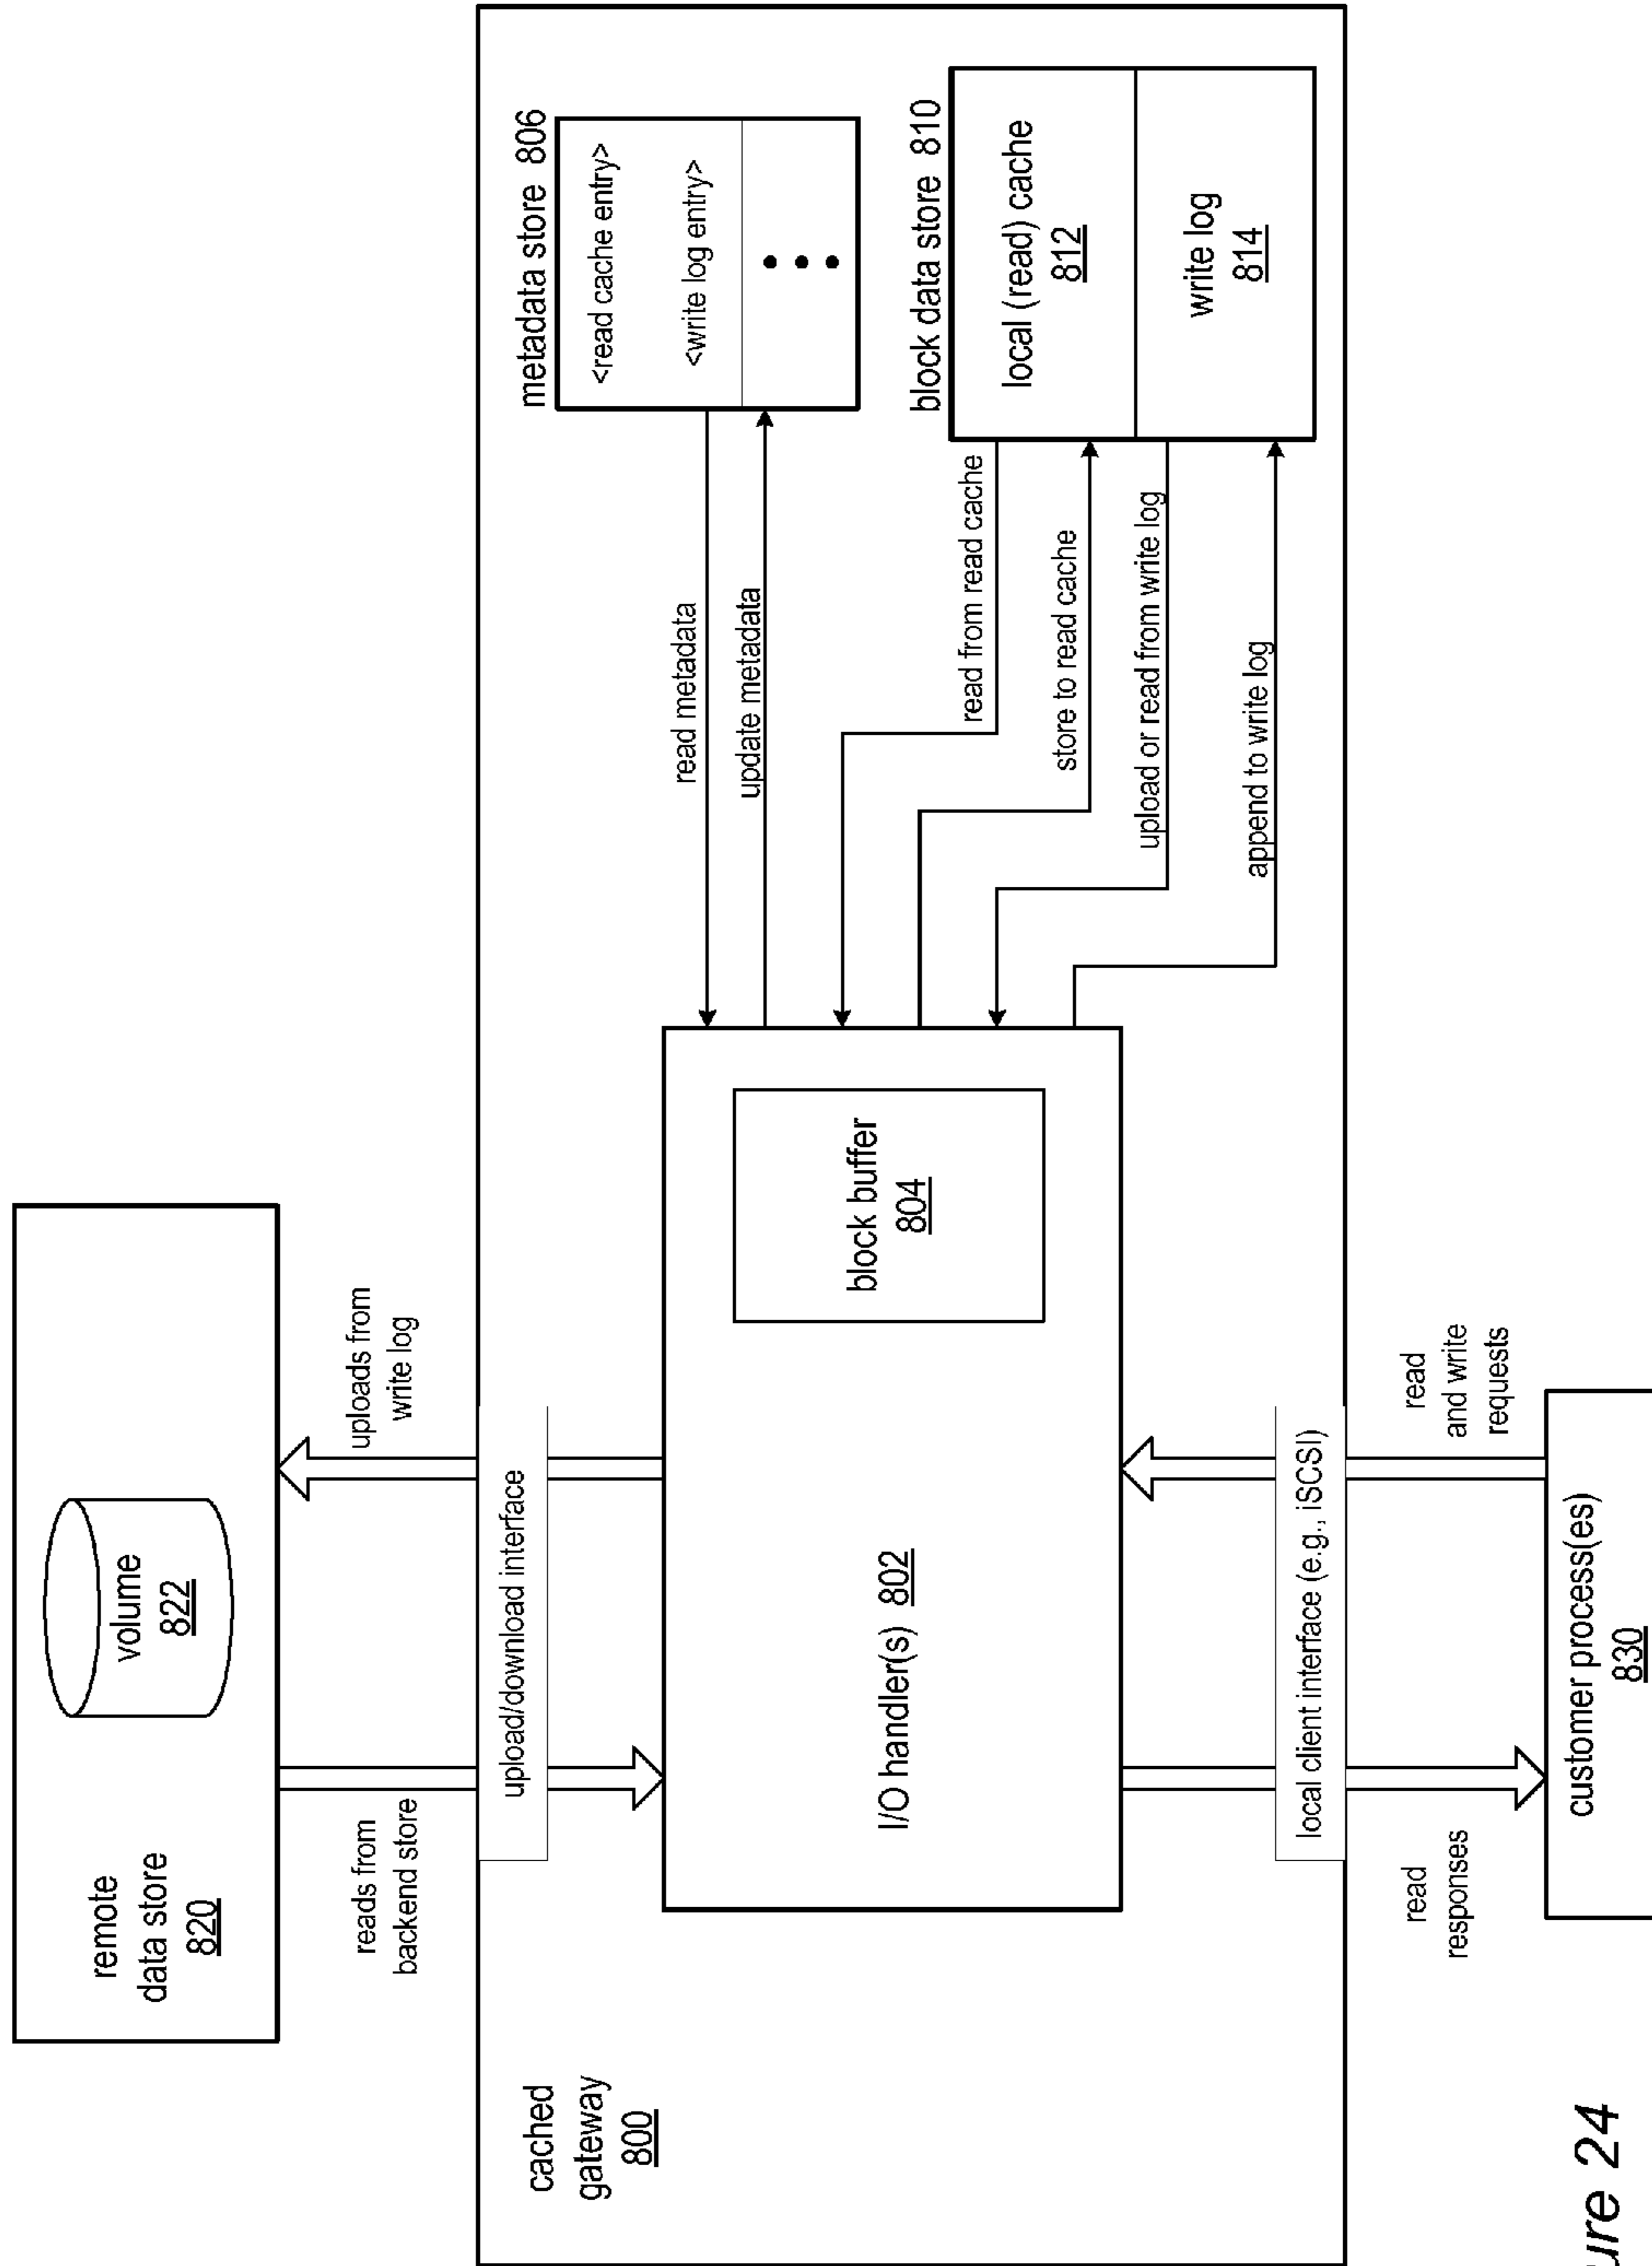 remote
data store
820
volume
822
reads from
backend store
uploads from
write log
cached
gateway
800
upload/download interface
I/O handler(s) 802
block buffer
804
local client interface (e.g., iSCSI)
read
responses
read
and write
requests
customer process(es)
830
read metadata
update metadata
read from read cache
store to read cache
upload or read from write log
append to write log
metadata store 806
<read cache entry>
<write log entry>
block data store 810
local (read) cache
812
write log
814
ure 24